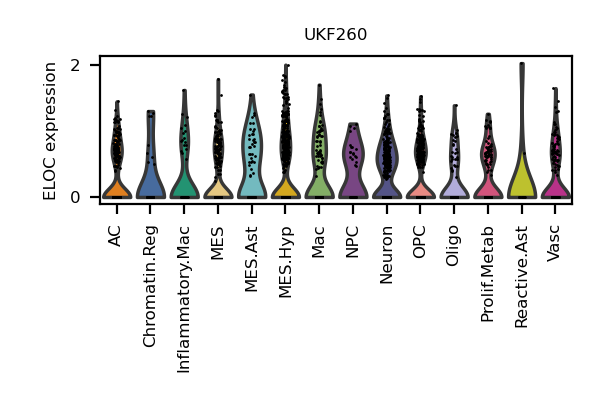 UKF260
ELOC expression
2
0
AC
Chromatin.Reg
Inflammatory.Mac
MES
MES.Ast
MES.Hyp
Mac
NPC
Neuron
OPC
Oligo
Prolif.Metab
Reactive.Ast
Vasc